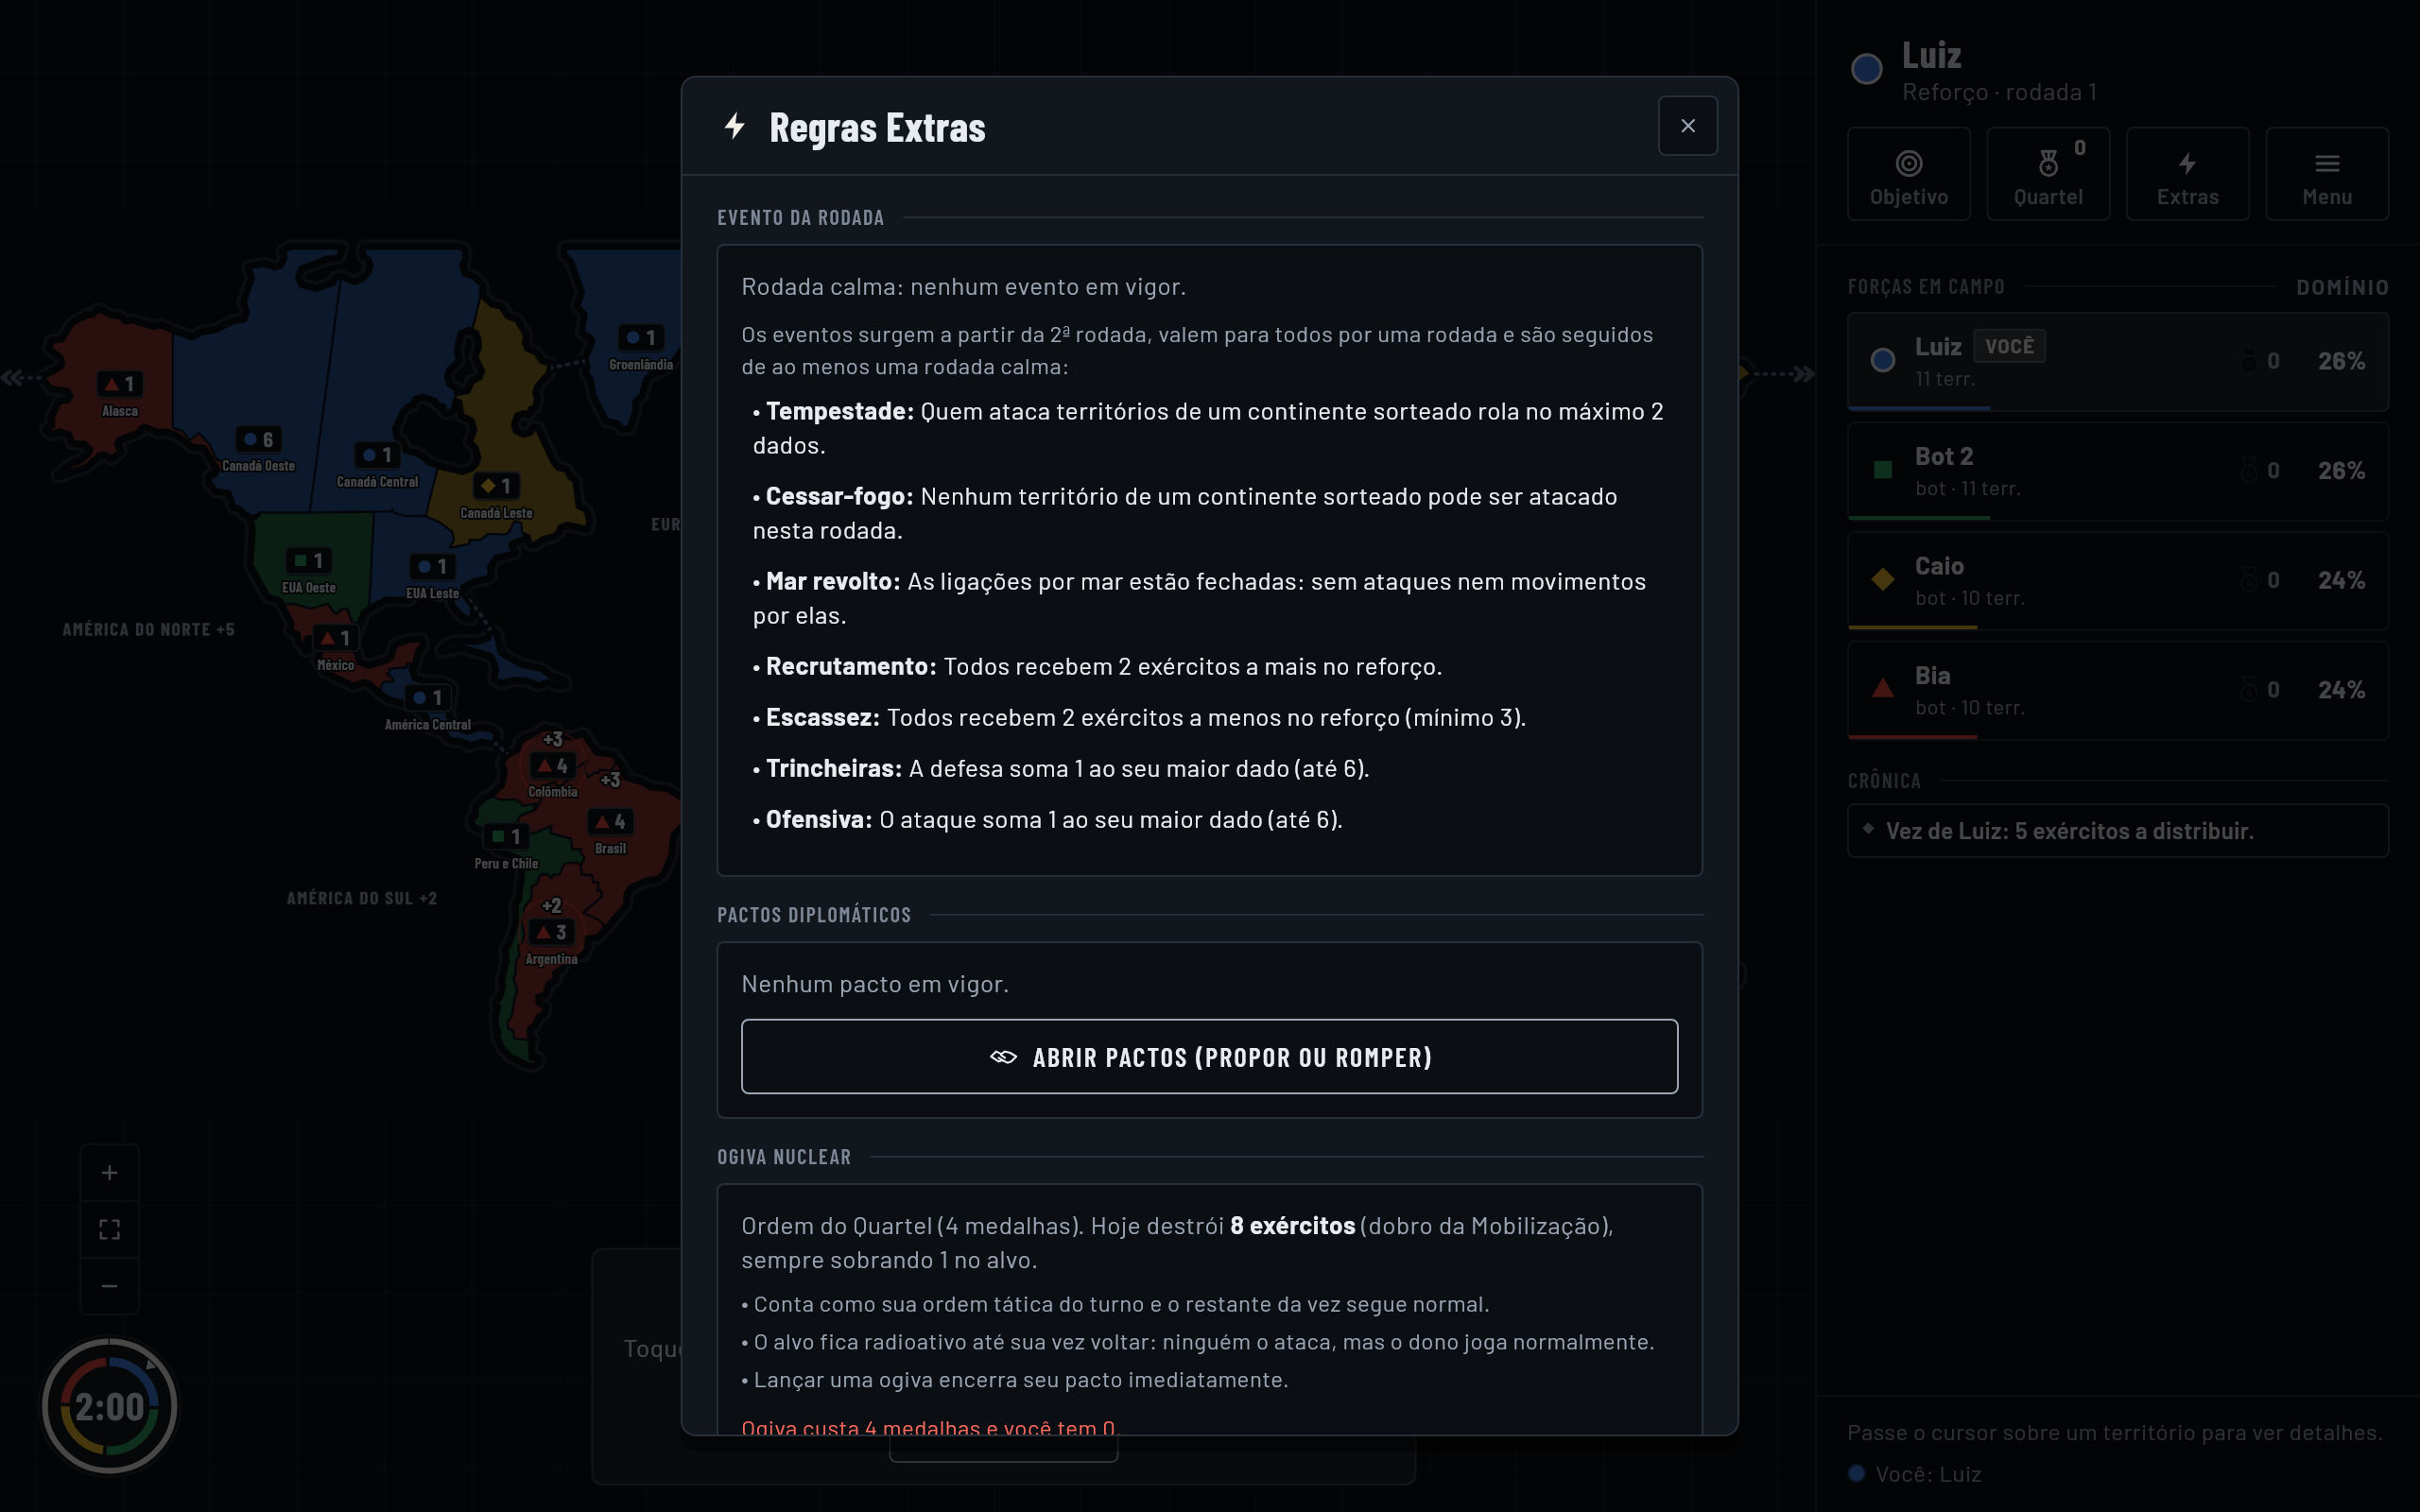 Regras Extras
EVENTO DA RODADA
Rodada calma: nenhum evento em vigor.
Os eventos surgem a partir da 2ª rodada, valem para todos por uma rodada e são seguidos
de ao menos uma rodada calma:
• Tempestade: Quem ataca territórios de um continente sorteado rola no máximo 2
dados.
• Cessar-fogo: Nenhum território de um continente sorteado pode ser atacado
nesta rodada.
• Mar revolto: As ligações por mar estão fechadas: sem ataques nem movimentos
por elas.
• Recrutamento: Todos recebem 2 exércitos a mais no reforço.
• Escassez: Todos recebem 2 exércitos a menos no reforço (mínimo 3).
• Trincheiras: A defesa soma 1 ao seu maior dado (até 6).
• Ofensiva: O ataque soma 1 ao seu maior dado (até 6).
PACTOS DIPLOMÁTICOS
Nenhum pacto em vigor.
ABRIR PACTOS (PROPOR OU ROMPER)
OGIVA NUCLEAR
Ordem do Quartel (4 medalhas). Hoje destrói 8 exércitos (dobro da Mobilização),
sempre sobrando 1 no alvo.
• Conta como sua ordem tática do turno e o restante da vez segue normal.
• O alvo fica radioativo até sua vez voltar: ninguém o ataca, mas o dono joga normalmente.
• Lançar uma ogiva encerra seu pacto imediatamente.
Ogiva custa 4 medalhas e você tem 0.
1
Alasca
6
Canadá Oeste
1
Canadá Central
1
Canadá Leste
1
Groenlândia
EUR
1
EUA Oeste
1
EUA Leste
AMÉRICA DO NORTE +5
1
México
1
América Central
+3
4
Colômbia
+3
4
Brasil
1
Peru e Chile
AMÉRICA DO SUL +2
+2
3
Argentina
+
−
2:00
Toqu
Luiz
Reforço · rodada 1
Objetivo
0
Quartel
Extras
Menu
FORÇAS EM CAMPO
DOMÍNIO
Luiz VOCÊ
11 terr.
0
26%
Bot 2
bot · 11 terr.
0
26%
Caio
bot · 10 terr.
0
24%
Bia
bot · 10 terr.
0
24%
CRÔNICA
Vez de Luiz: 5 exércitos a distribuir.
Passe o cursor sobre um território para ver detalhes.
Você: Luiz